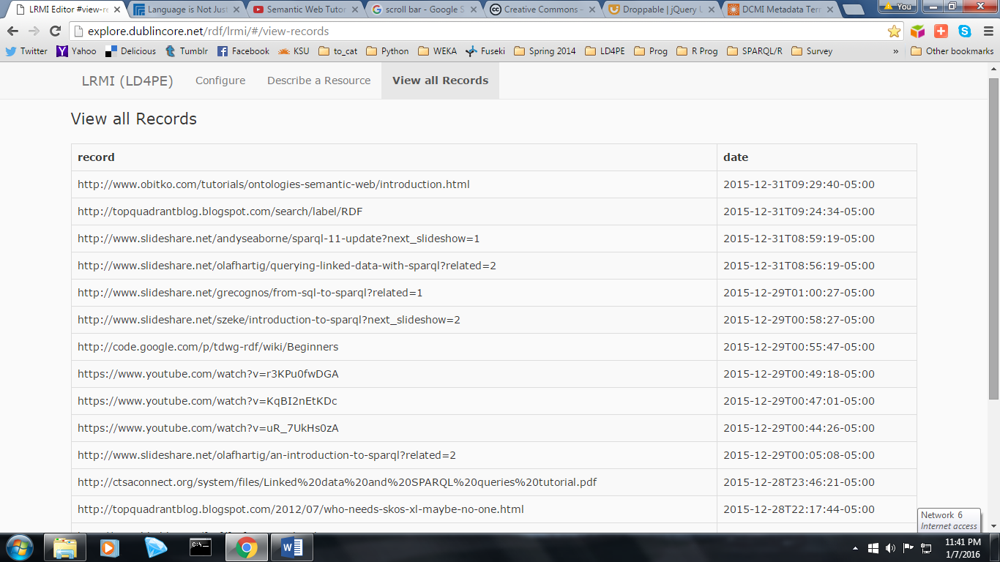 LRMI Editor #view-re
Language is Not Just
Semantic Web Tutor
scroll bar - Google S
Creative Commons -
Droppable | jQuery U
DCMI Metadata Term
You
explore.dublincore.net/rdf/lrmi/#/view-records
Twitter Yahoo Delicious Tumblr Facebook KSU to_cat Python WEKA Fuseki Spring 2014 LD4PE Prog R Prog SPARQL/R Survey » Other bookmarks
LRMI (LD4PE) Configure Describe a Resource View all Records
View all Records
record date
http://www.obitko.com/tutorials/ontologies-semantic-web/introduction.html 2015-12-31T09:29:40-05:00
http://topquadrantblog.blogspot.com/search/label/RDF 2015-12-31T09:24:34-05:00
http://www.slideshare.net/andyseaborne/sparql-11-update?next_slideshow=1 2015-12-31T08:59:19-05:00
http://www.slideshare.net/olafhartig/querying-linked-data-with-sparql?related=2 2015-12-31T08:56:19-05:00
http://www.slideshare.net/grecognos/from-sql-to-sparql?related=1 2015-12-29T01:00:27-05:00
http://www.slideshare.net/szeke/introduction-to-sparql?next_slideshow=2 2015-12-29T00:58:27-05:00
http://code.google.com/p/tdwg-rdf/wiki/Beginners 2015-12-29T00:55:47-05:00
https://www.youtube.com/watch?v=r3KPu0fwDGA 2015-12-29T00:49:18-05:00
https://www.youtube.com/watch?v=KqBI2nEtKDc 2015-12-29T00:47:01-05:00
https://www.youtube.com/watch?v=uR_7UkHs0zA 2015-12-29T00:44:26-05:00
http://www.slideshare.net/olafhartig/an-introduction-to-sparql?related=2 2015-12-29T00:05:08-05:00
http://ctsaconnect.org/system/files/Linked%20data%20and%20SPARQL%20queries%20tutorial.pdf 2015-12-28T23:46:21-05:00
http://topquadrantblog.blogspot.com/2012/07/who-needs-skos-xl-maybe-no-one.html 2015-12-28T22:17:44-05:00
Network 6
Internet access
11:41 PM
1/7/2016